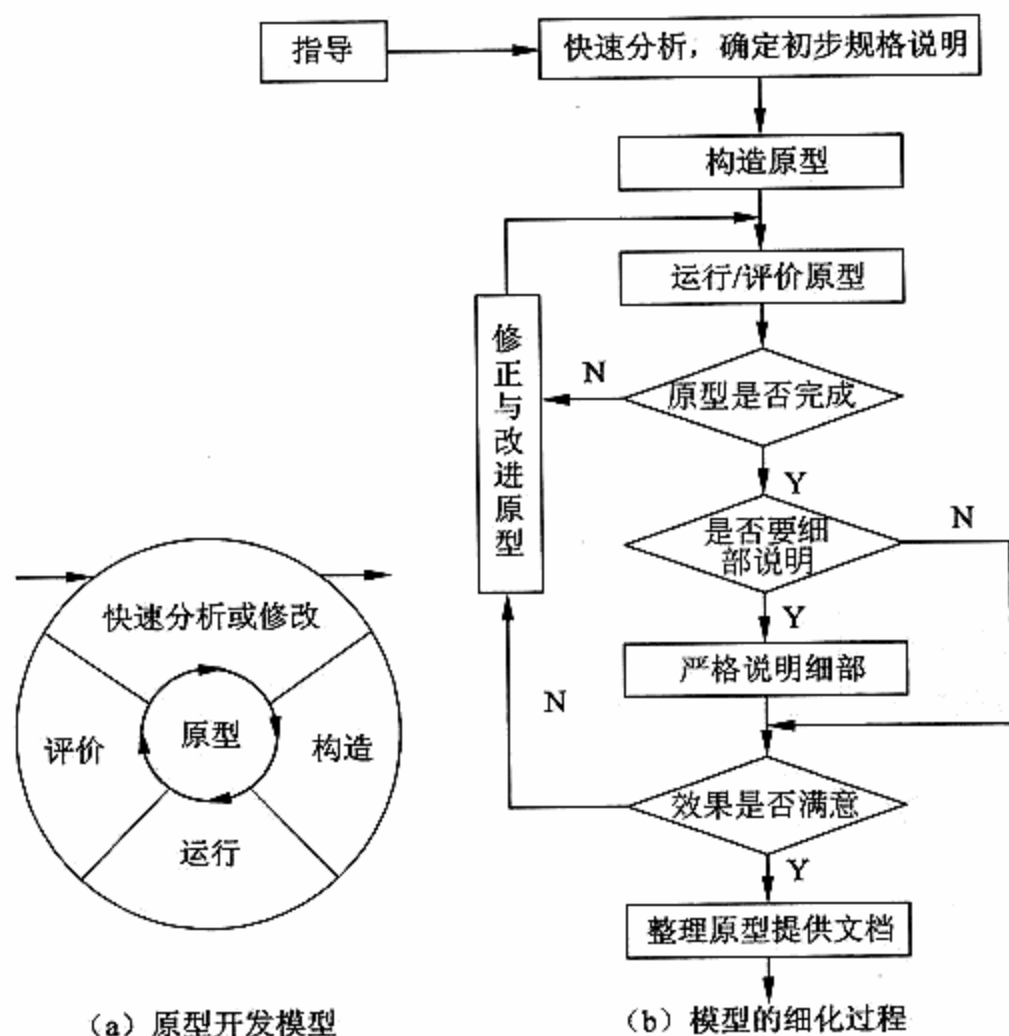 指导
快速分析，确定初步规格说明
构造原型
运行/评价原型
修正与改进原型
N
原型是否完成
Y
是否要细
部说明
N
Y
严格说明细部
N
效果是否满意
Y
整理原型提供文档
快速分析或修改
评价
原型
构造
运行
（a）原型开发模型
（b）模型的细化过程